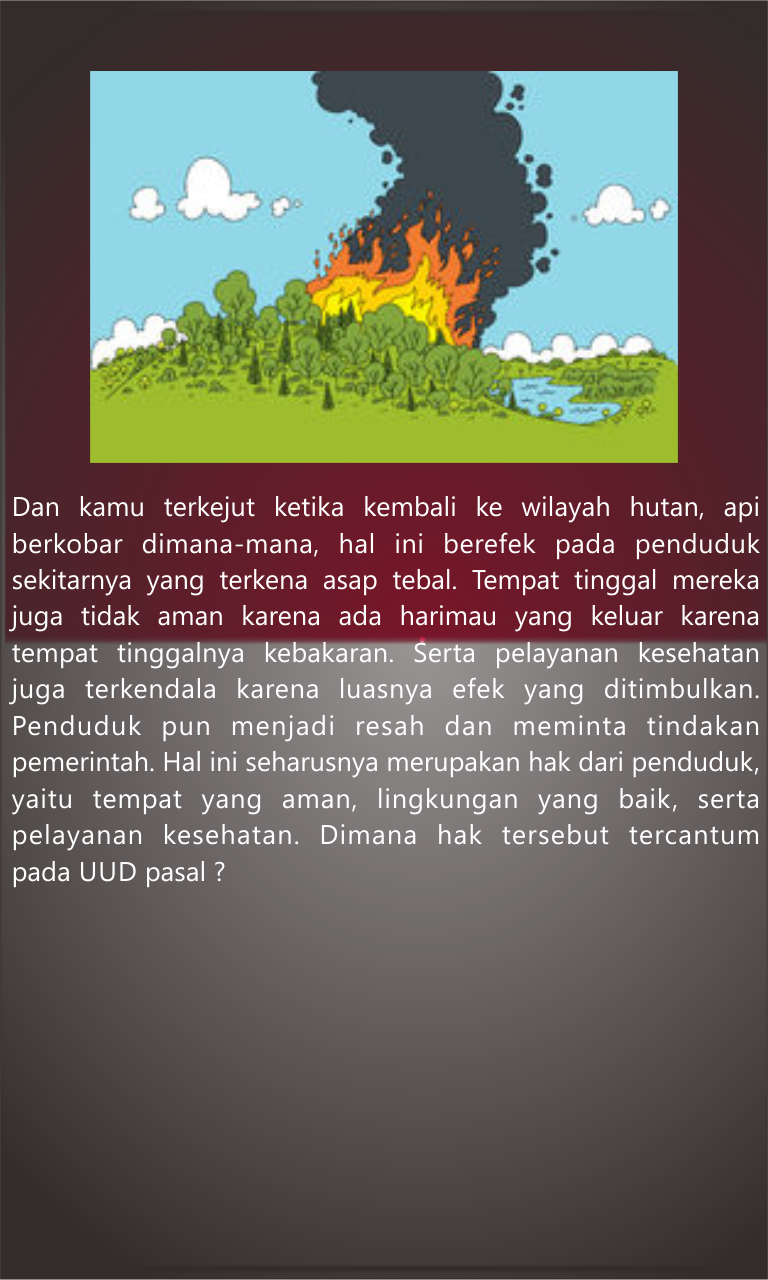 Dan kamu terkejut ketika kembali ke wilayah hutan, api
berkobar dimana-mana, hal ini berefek pada penduduk
sekitarnya yang terkena asap tebal. Tempat tinggal mereka
juga tidak aman karena ada harimau yang keluar karena
tempat tinggalnya kebakaran. Serta pelayanan kesehatan
juga terkendala karena luasnya efek yang ditimbulkan.
Penduduk pun menjadi resah dan meminta tindakan
pemerintah. Hal ini seharusnya merupakan hak dari penduduk,
yaitu tempat yang aman, lingkungan yang baik, serta
pelayanan kesehatan. Dimana hak tersebut tercantum
pada UUD pasal ?